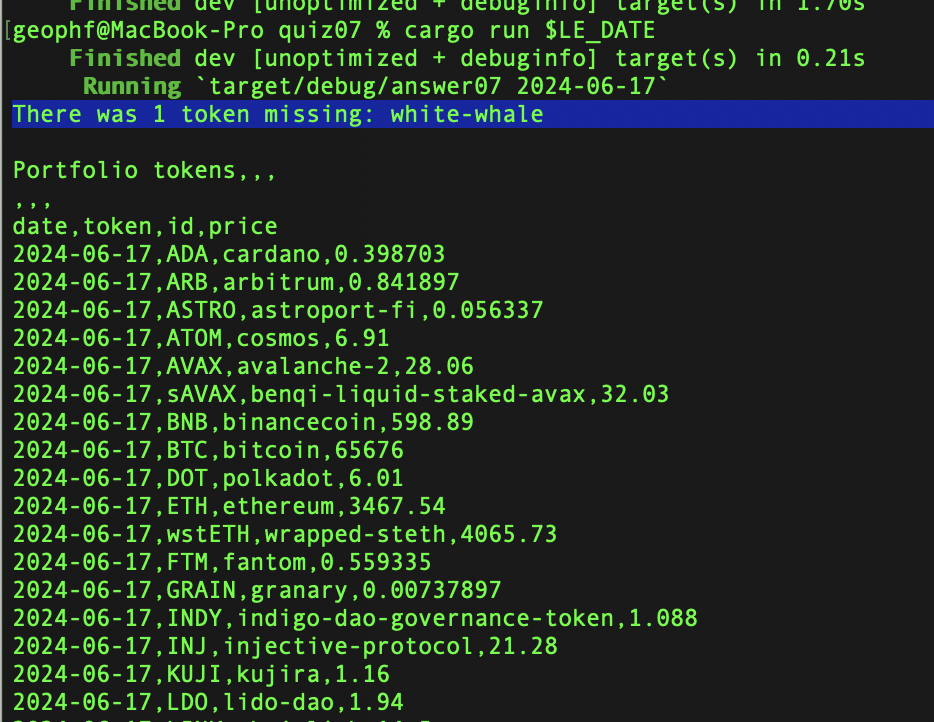 Finished dev [unoptimized + debuginfo] target(s) in 1.70s
[geophf@MacBook-Pro quiz07 % cargo run $LE_DATE
Finished dev [unoptimized + debuginfo] target(s) in 0.21s
Running `target/debug/answer07 2024-06-17`
There was 1 token missing: white-whale
Portfolio tokens,,,
,,,
date,token,id,price
2024-06-17,ADA,cardano,0.398703
2024-06-17,ARB,arbitrum,0.841897
2024-06-17,ASTRO,astroport-fi,0.056337
2024-06-17,ATOM,cosmos,6.91
2024-06-17,AVAX,avalanche-2,28.06
2024-06-17,sAVAX,benqi-liquid-staked-avax,32.03
2024-06-17,BNB,binancecoin,598.89
2024-06-17,BTC,bitcoin,65676
2024-06-17,DOT,polkadot,6.01
2024-06-17,ETH,ethereum,3467.54
2024-06-17,wstETH,wrapped-steth,4065.73
2024-06-17,FTM,fantom,0.559335
2024-06-17,GRAIN,granary,0.00737897
2024-06-17,INDY,indigo-dao-governance-token,1.088
2024-06-17,INJ,injective-protocol,21.28
2024-06-17,KUJI,kujira,1.16
2024-06-17,LDO,lido-dao,1.94